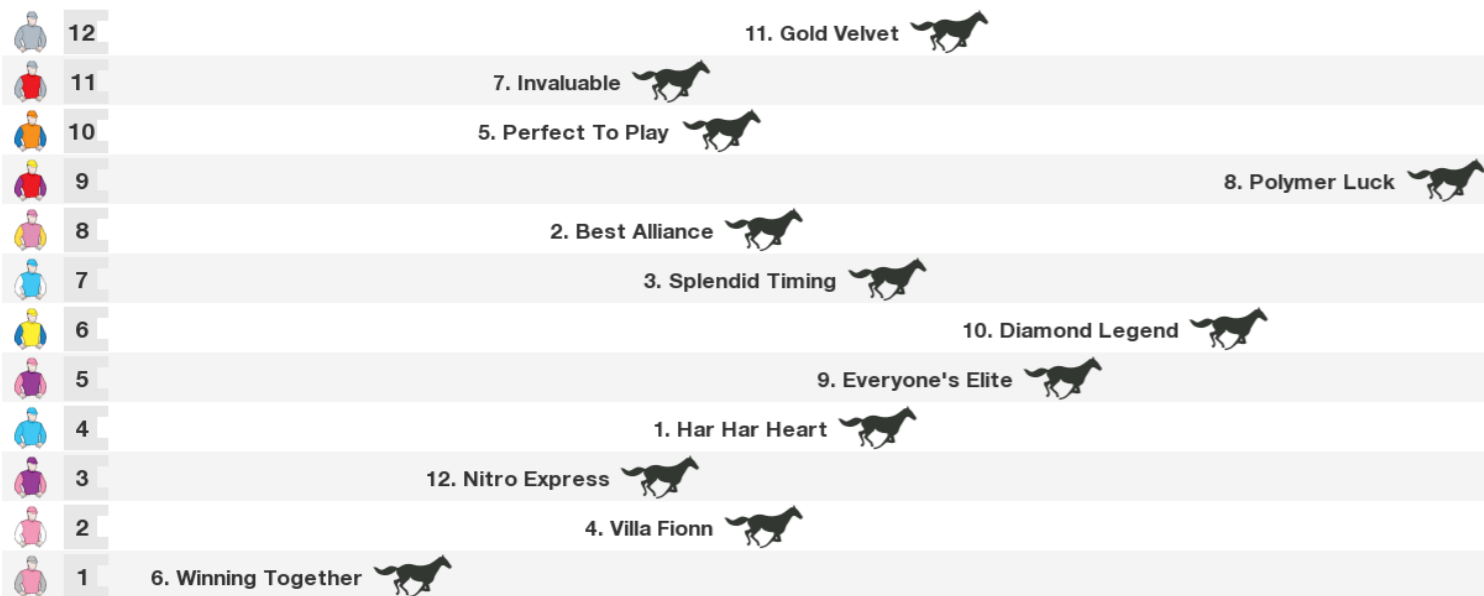 12 11. Gold Velvet
11 7. Invaluable
10 5. Perfect To Play
9 8. Polymer Luck
8 2. Best Alliance
7 3. Splendid Timing
6 10. Diamond Legend
5 9. Everyone's Elite
4 1. Har Har Heart
3 12. Nitro Express
2 4. Villa Fionn
1 6. Winning Together